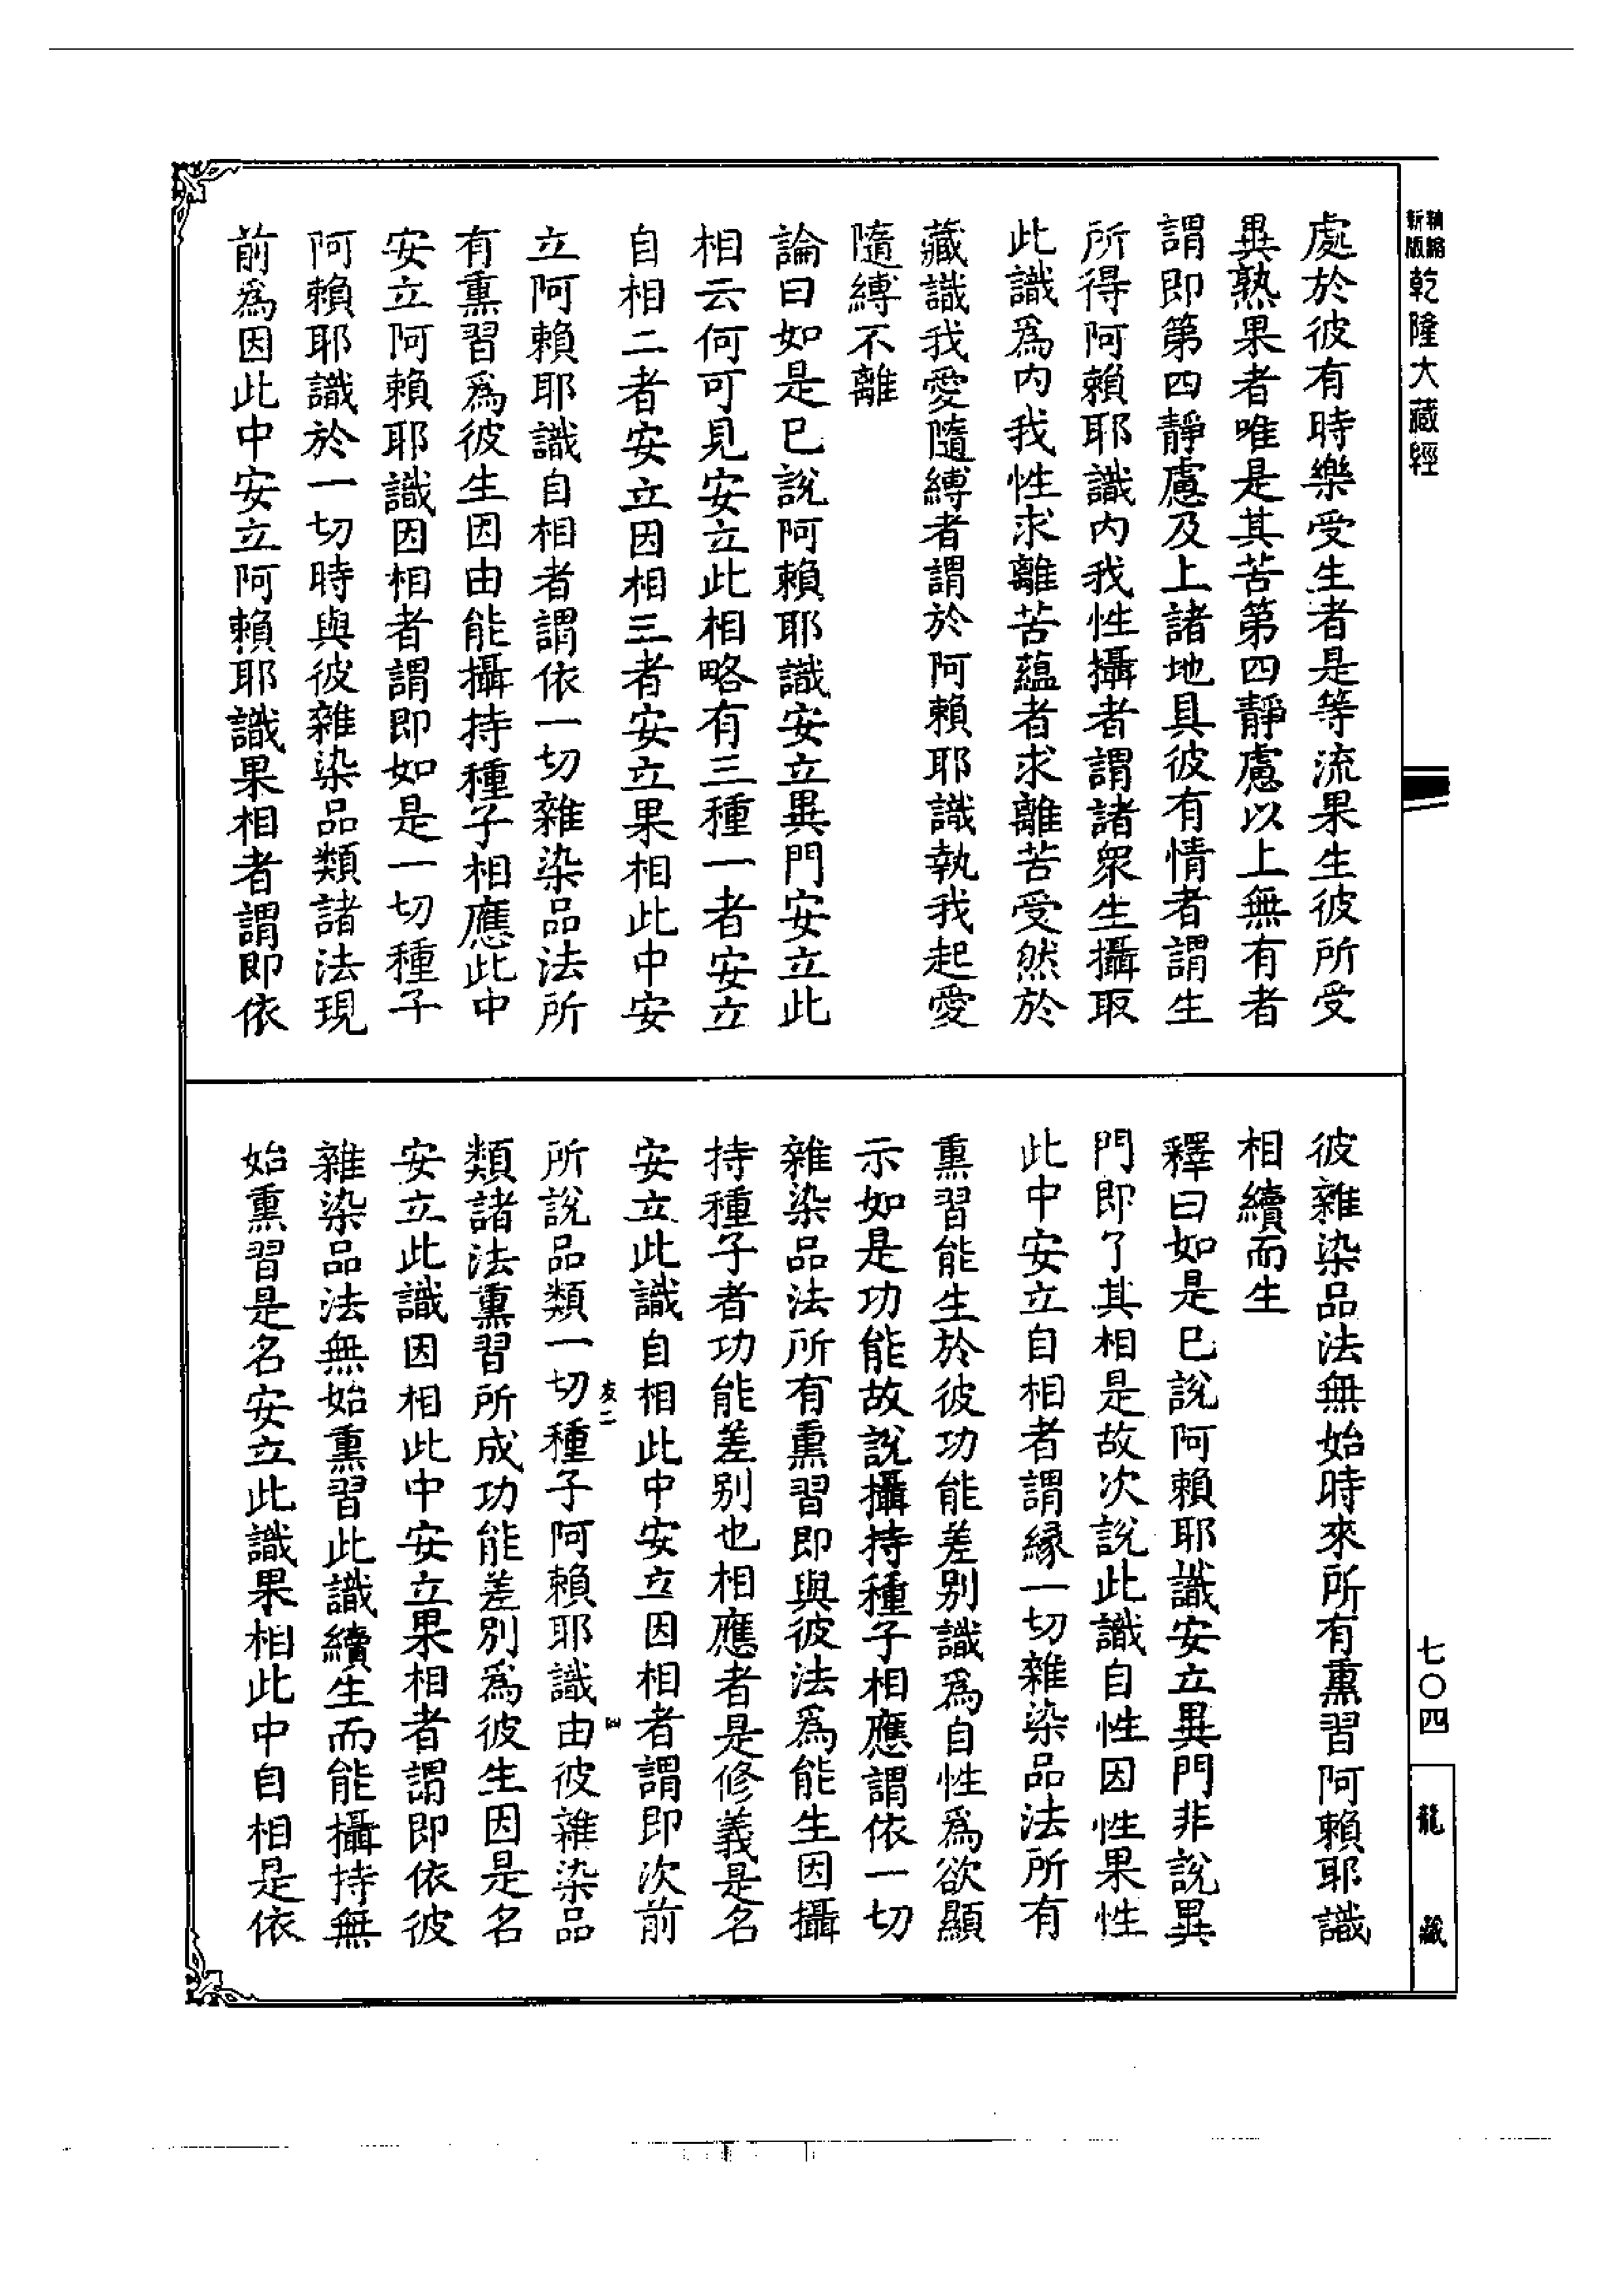 新版精縮乾隆大藏經
處於彼有時樂受生者是等流果生彼所受
異熟果者唯是其苦第四靜慮以上無有者
謂即第四靜慮及上諸地具彼有情者謂生
所得阿賴耶識內我性攝者謂諸衆生攝取
此識爲內我性求離苦蘊者求離苦受然於
藏識我愛隨縛者謂於阿賴耶識執我起愛
隨縛不離
論曰如是已說阿賴耶識安立異門安立此
相云何可見安立此相略有三種一者安立
自相二者安立因相三者安立果相此中安
立阿賴耶識自相者謂依一切雜染品法所
有熏習爲彼生因由能攝持種子相應此中
安立阿賴耶識因相者謂即如是一切種子
阿賴耶識於一切時與彼雜染品類諸法現
前爲因此中安立阿賴耶識果相者謂即依
彼雜染品法無始時來所有熏習阿賴耶識
相續而生
釋曰如是已說阿賴耶識安立異門非說異
門即了其相是故次說此識自性因性果性
此中安立自相者謂緣一切雜染品法所有
熏習能生於彼功能差别識爲自性爲欲顯
示如是功能故說攝持種子相應謂依一切
雜染品法所有熏習即與彼法爲能生因攝
持種子者功能差别也相應者是修義是名
安立此識自相此中安立因相者謂即次前
友二
四
所說品類一切種子阿賴耶識由彼雜染品
類諸法熏習所成功能差別爲彼生因是名
安立此識因相此中安立果相者謂即依彼
雜染品法無始熏習此識續生而能攝持無
始熏習是名安立此識果相此中自相是依
七〇四
龍藏